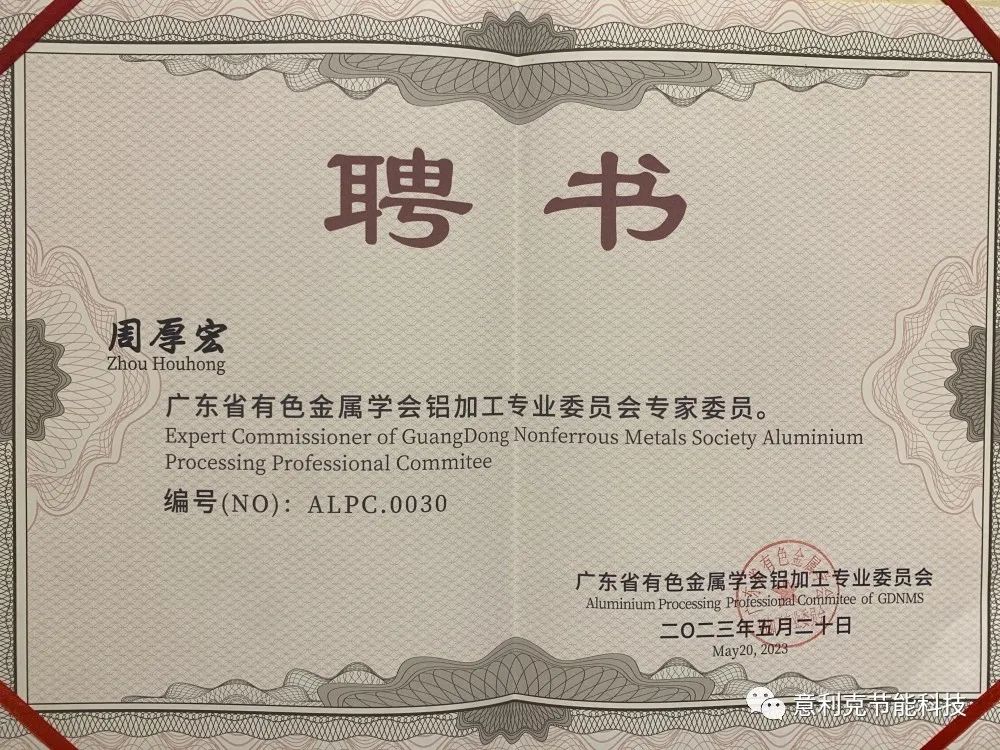 聘书
周厚宏
Zhou Houhong
广东省有色金属学会铝加工专业委员会专家委员。
Expert Commissioner of GuangDong Nonferrous Metals Society Aluminium
Processing Professional Commitee
编号(NO)：ALPC.0030
广东省有色金属学会铝加工专业委员会
Aluminium Processing Professional Commitee of GDNMS
二〇二三年五月二十日
May20, 2023
意利克节能科技